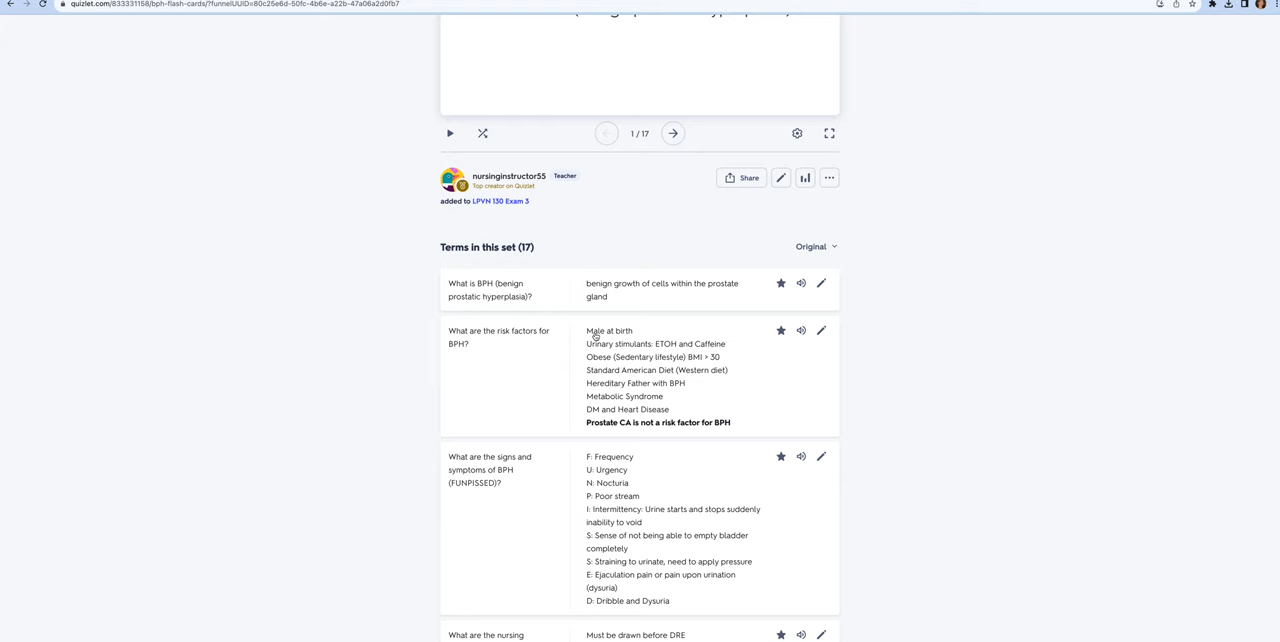 quizlet.com/833331158/bph-flash-cards/?funnelUUID=80c25e6d-50fc-4b6e-a22b-47a06a2d0fb7
1 / 17
nursinginstructor55 Teacher
Top creator on Quizlet
Share
added to LPVN 130 Exam 3
Terms in this set (17)
Original
What is BPH (benign
prostatic hyperplasia)?
benign growth of cells within the prostate
gland
What are the risk factors for
BPH?
Male at birth
Urinary stimulants: ETOH and Caffeine
Obese (Sedentary lifestyle) BMI > 30
Standard American Diet (Western diet)
Hereditary Father with BPH
Metabolic Syndrome
DM and Heart Disease
Prostate CA is not a risk factor for BPH
What are the signs and
symptoms of BPH
(FUNPISSED)?
F: Frequency
U: Urgency
N: Nocturia
P: Poor stream
I: Intermittency: Urine starts and stops suddenly
inability to void
S: Sense of not being able to empty bladder
completely
S: Straining to urinate, need to apply pressure
E: Ejaculation pain or pain upon urination
(dysuria)
D: Dribble and Dysuria
What are the nursing
Must be drawn before DRE